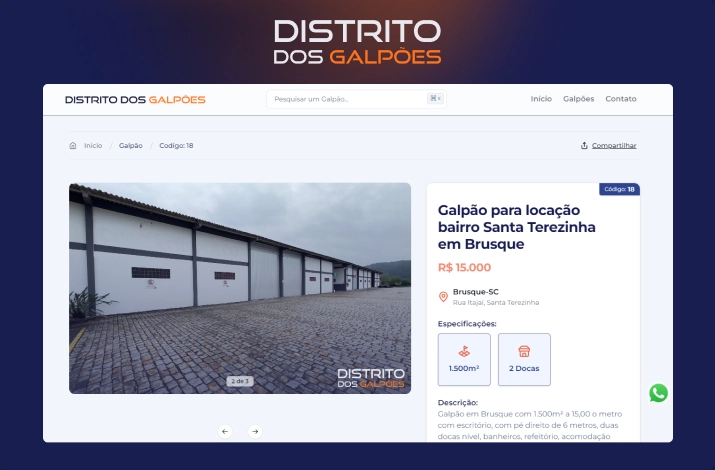 DISTRITO
DOS GALPÕES
DISTRITO DOS GALPÕES
Pesquisar um Galpão...
⌘ K
Início
Galpões
Contato
Início / Galpão / Codígo: 18
Compartilhar
Código: 18
Galpão para locação
bairro Santa Terezinha
em Brusque
R$ 15.000
Brusque-SC
Rua Itajaí, Santa Terezinha
Especificações:
1.500m²
2 Docas
Descrição:
Galpão em Brusque com 1.500m² a 15,00 o metro
com escritório, com pé direito de 6 metros, duas
docas nível, banheiros, refeitório, acomodação
2 de 3
DISTRITO
DOS GALPÕES